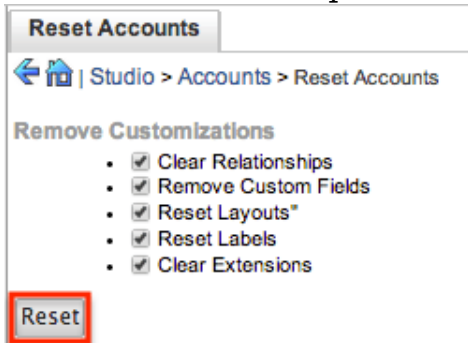 Reset Accounts
| Studio > Accounts > Reset Accounts
Remove Customizations
Clear Relationships
Remove Custom Fields
Reset Layouts"
Reset Labels
Clear Extensions
Reset